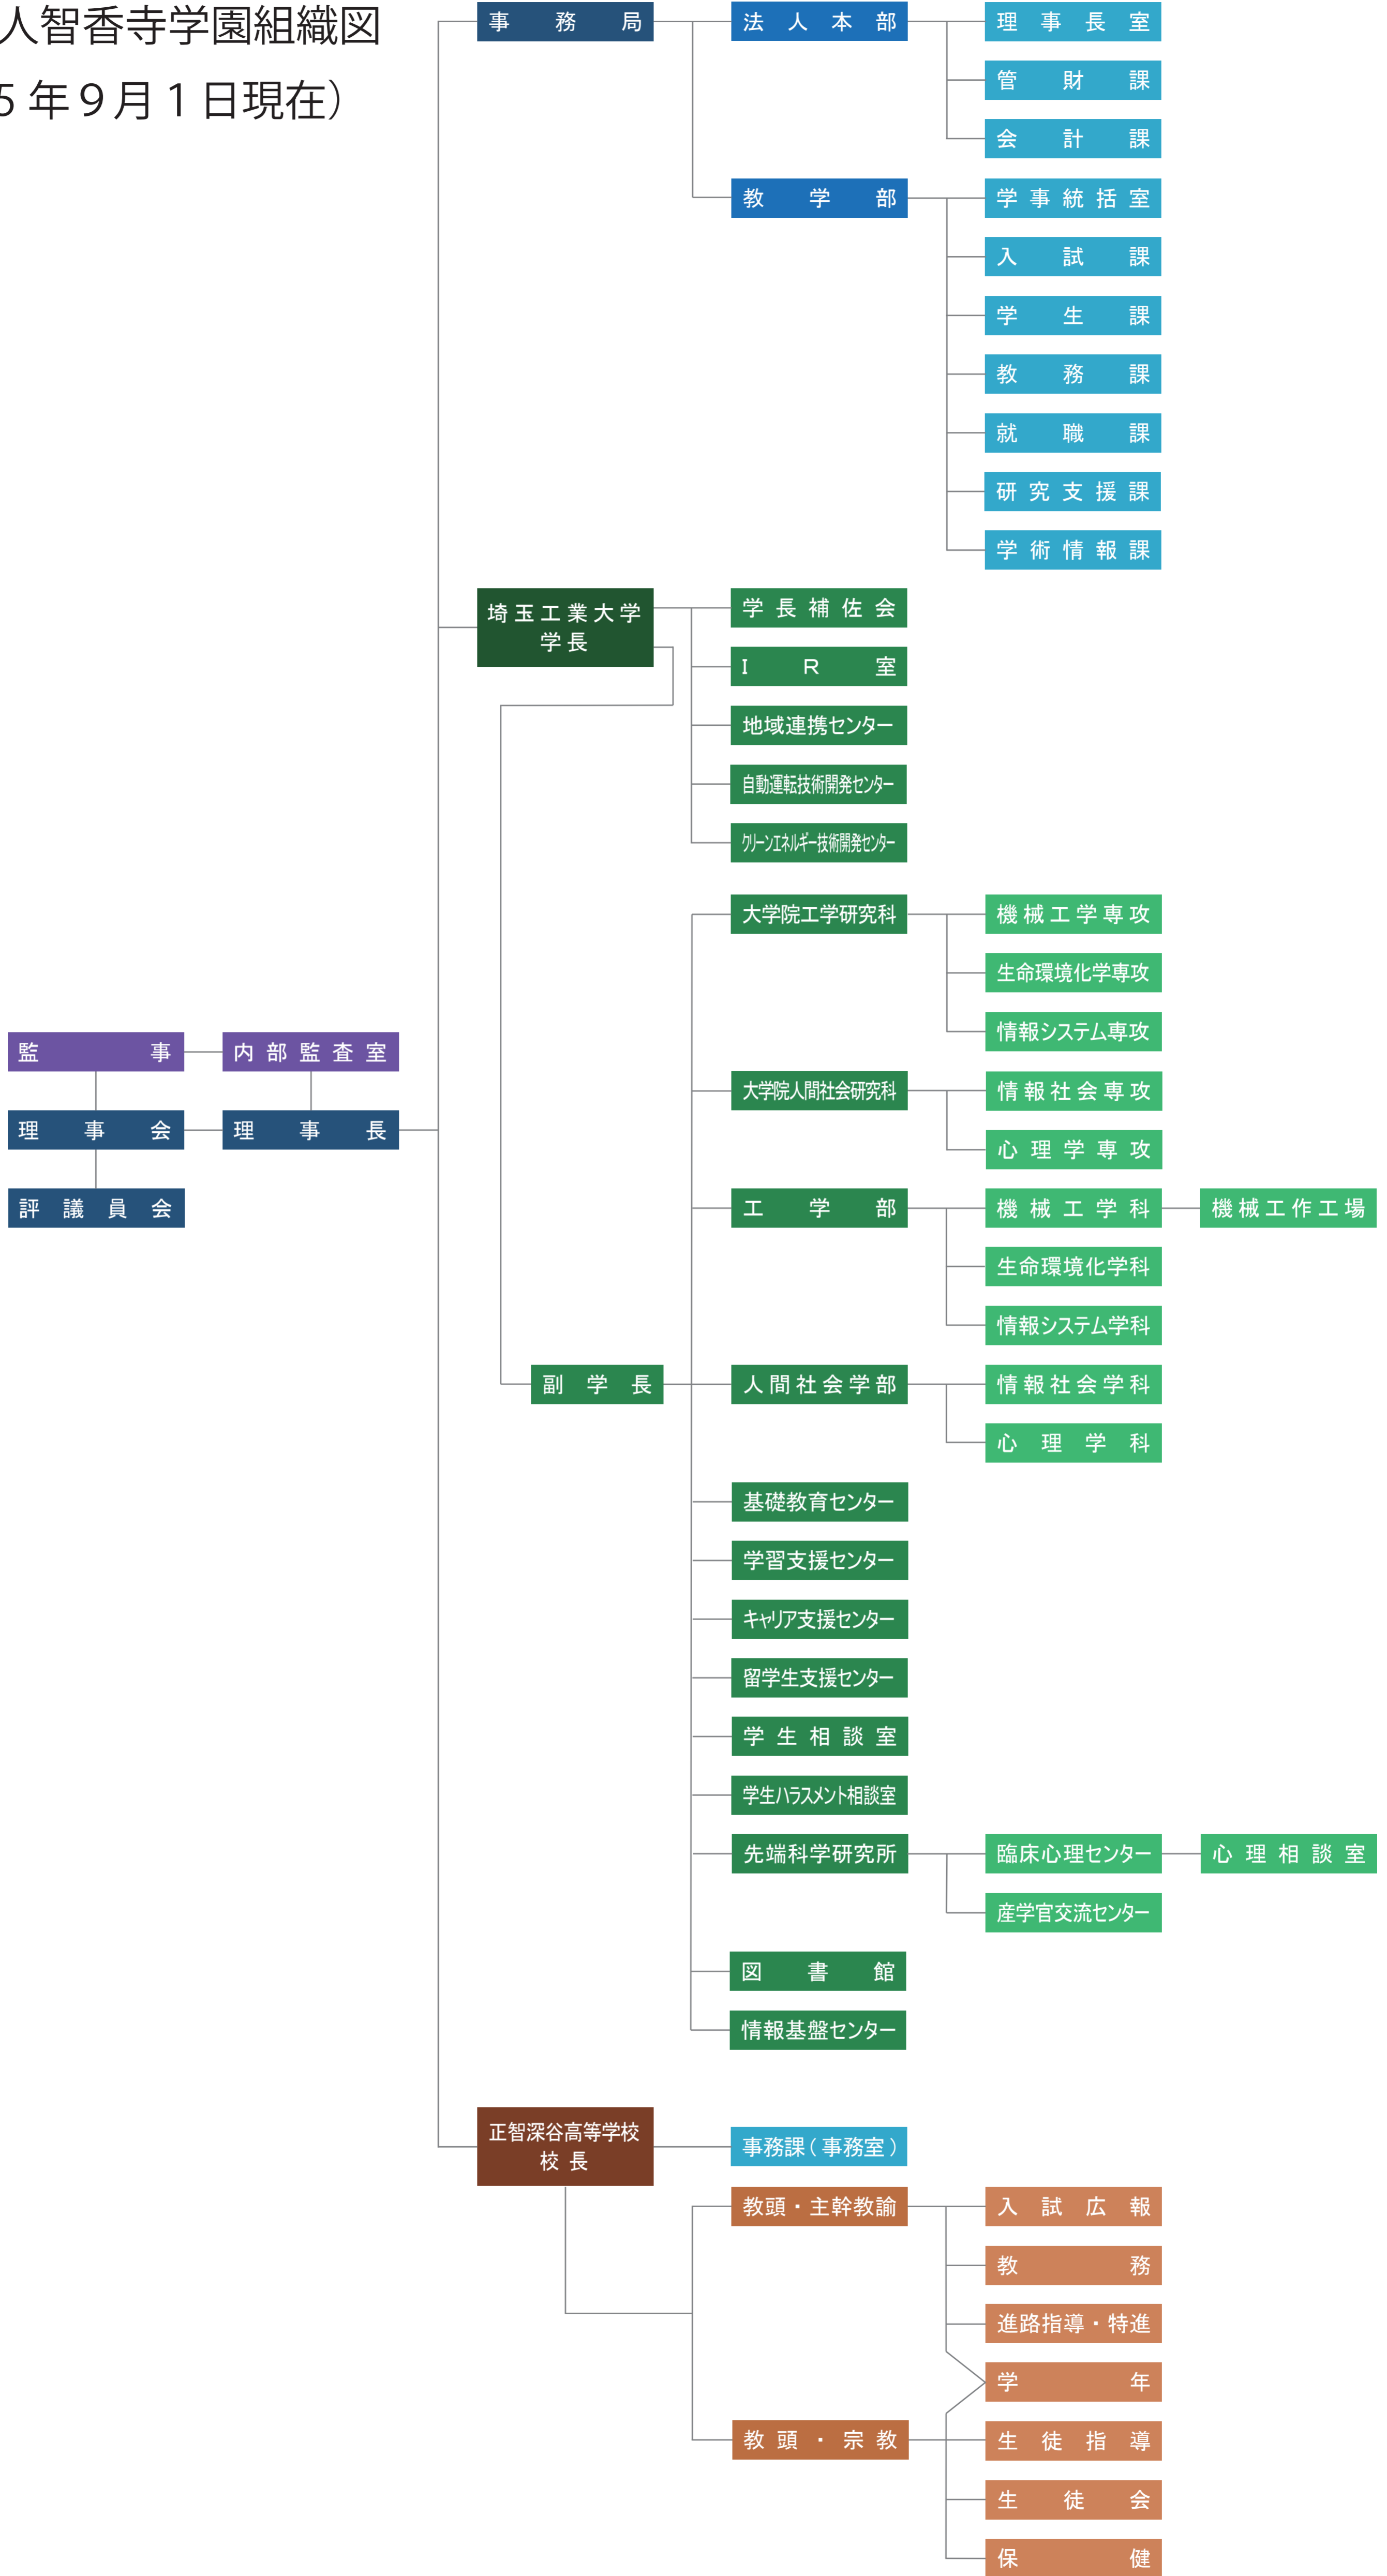 人智香寺学園組織図
5年９月１日現在）
事務局
法人本部
理事長室
管財課
会計課
教学部
学事統括室
入試課
学生課
教務課
就職課
研究支援課
学術情報課
埼玉工業大学
学長
学長補佐会
ＩＲ室
地域連携センター
自動運転技術開発センター
クリーンエネルギー技術開発センター
大学院工学研究科
機械工学専攻
生命環境化学専攻
情報システム専攻
監事
内部監査室
大学院人間社会研究科
情報社会専攻
理事会
理事長
心理学専攻
評議員会
工学部
機械工学科
機械工作工場
生命環境化学科
情報システム学科
副学長
人間社会学部
情報社会学科
心理学科
基礎教育センター
学習支援センター
キャリア支援センター
留学生支援センター
学生相談室
学生ハラスメント相談室
先端科学研究所
臨床心理センター
心理相談室
産学官交流センター
図書館
情報基盤センター
正智深谷高等学校
校長
事務課（事務室）
教頭・主幹教諭
入試広報
教務
進路指導・特進
学年
教頭・宗教
生徒指導
生徒会
保健